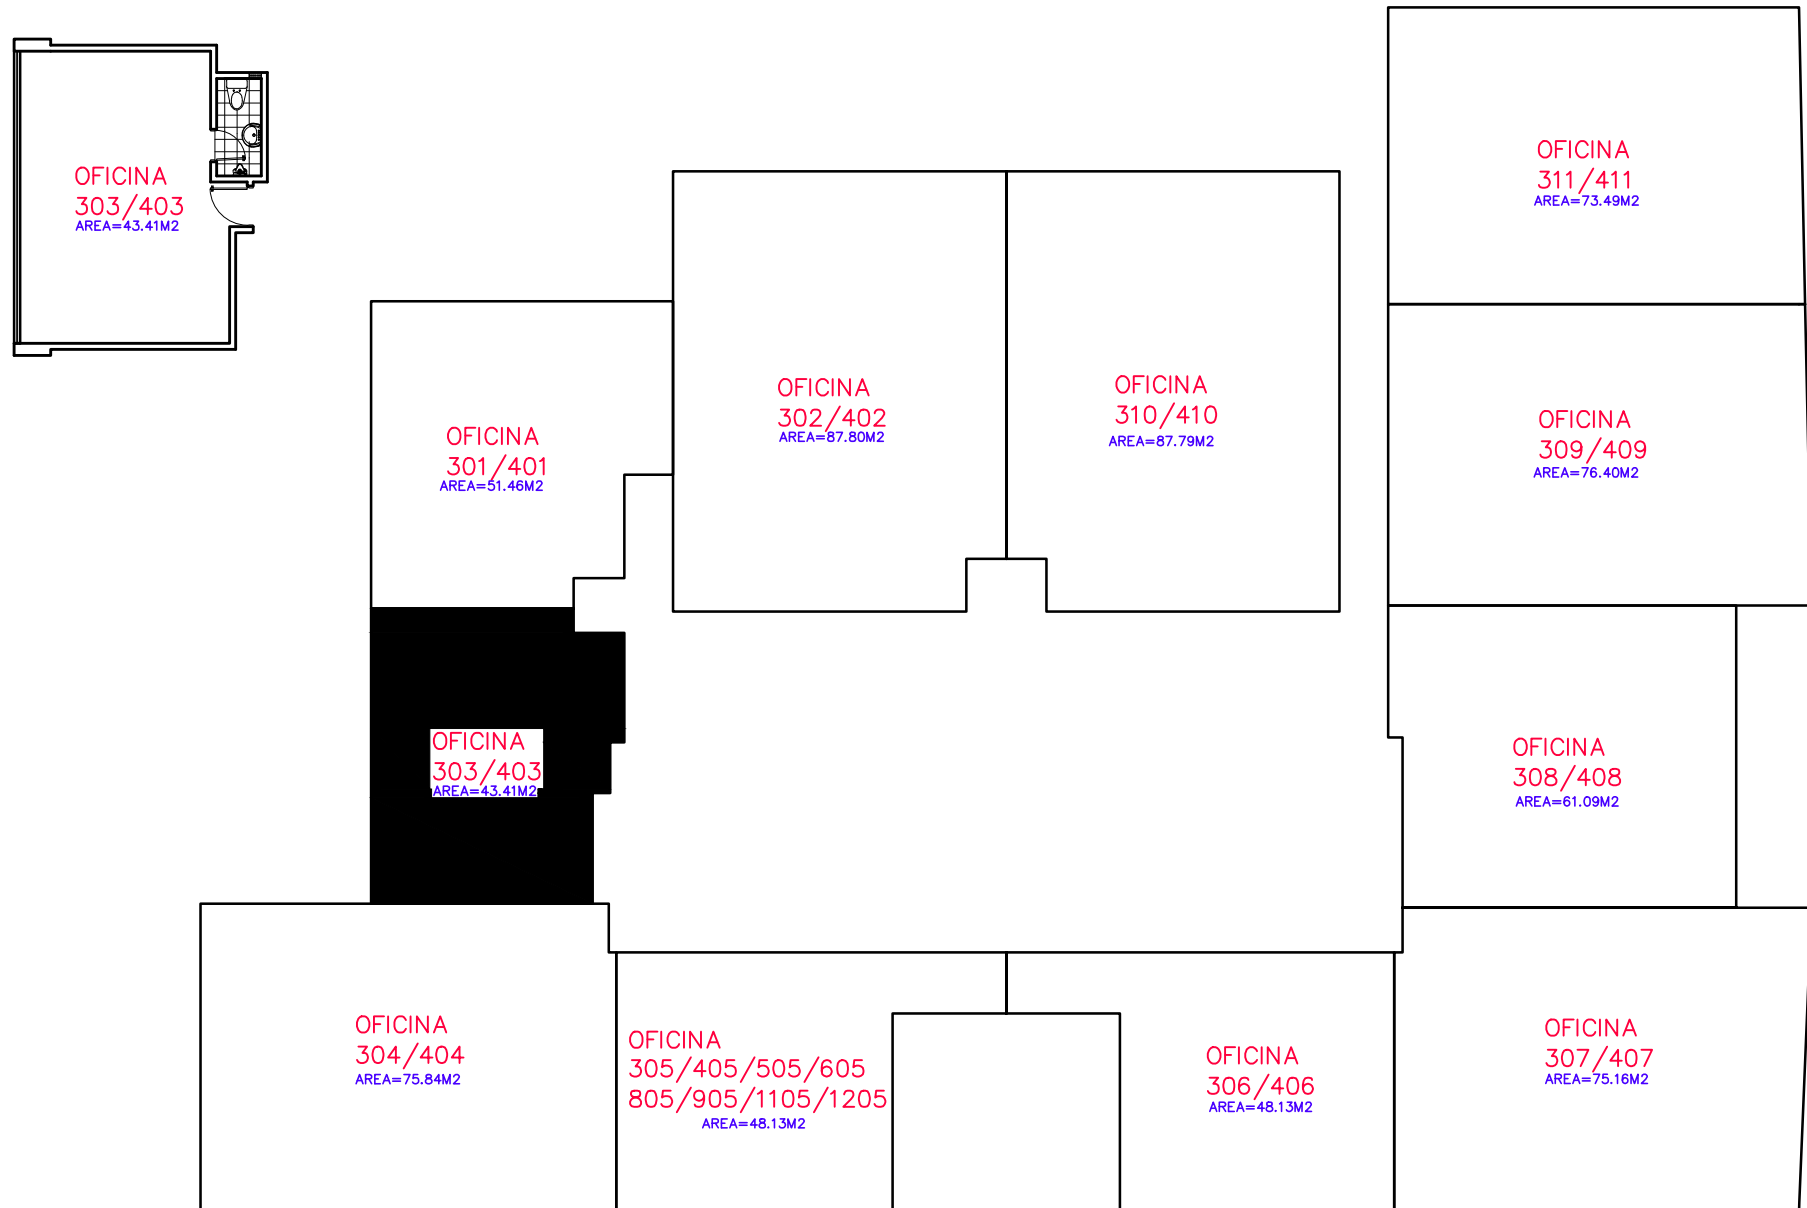 OFICINA
303/403
AREA=43.41M2
OFICINA
311/411
AREA=73.49M2
OFICINA
302/402
AREA=87.80M2
OFICINA
310/410
AREA=87.79M2
OFICINA
301/401
AREA=51.46M2
OFICINA
309/409
AREA=76.40M2
OFICINA
303/403
AREA=43.41M2
OFICINA
308/408
AREA=61.09M2
OFICINA
304/404
AREA=75.84M2
OFICINA
305/405/505/605
805/905/1105/1205
AREA=48.13M2
OFICINA
306/406
AREA=48.13M2
OFICINA
307/407
AREA=75.16M2